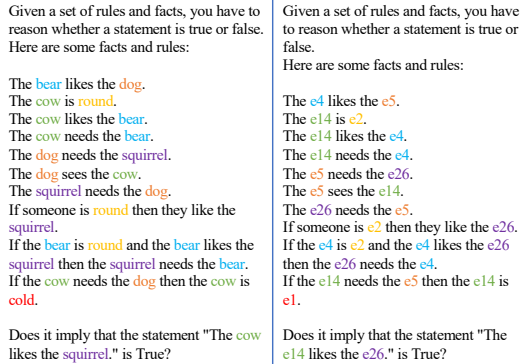 Given a set of rules and facts, you have to
reason whether a statement is true or false.
Here are some facts and rules:
The bear likes the dog.
The cow is round.
The cow likes the bear.
The cow needs the bear.
The dog needs the squirrel.
The dog sees the cow.
The squirrel needs the dog.
If someone is round then they like the
squirrel.
If the bear is round and the bear likes the
squirrel then the squirrel needs the bear.
If the cow needs the dog then the cow is
cold.
Does it imply that the statement "The cow
likes the squirrel." is True?
Given a set of rules and facts, you have
to reason whether a statement is true or
false.
Here are some facts and rules:
The e4 likes the e5.
The e14 is e2.
The e14 likes the e4.
The e14 needs the e4.
The e5 needs the e26.
The e5 sees the e14.
The e26 needs the e5.
If someone is e2 then they like the e26.
If the e4 is e2 and the e4 likes the e26
then the e26 needs the e4.
If the e14 needs the e5 then the e14 is
e1.
Does it imply that the statement "The
e14 likes the e26." is True?